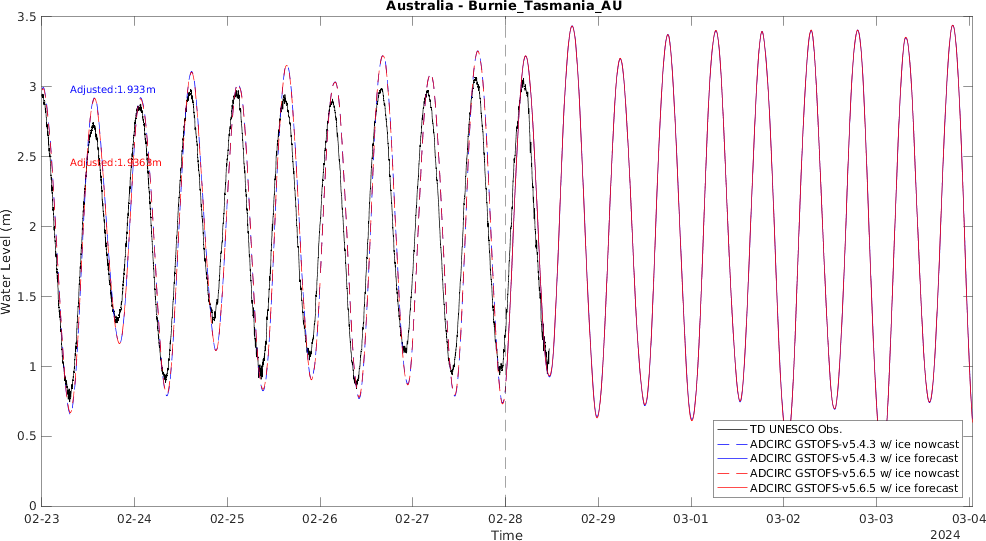 Australia - Burnie_Tasmania_AU
3.5
3
2.5
2
1.5
1
0.5
0
Water Level (m)
Adjusted:1.933m
Adjusted:1.9363m
TD UNESCO Obs.
ADCIRC GSTOFS-v5.4.3 w/ ice nowcast
ADCIRC GSTOFS-v5.4.3 w/ ice forecast
ADCIRC GSTOFS-v5.6.5 w/ ice nowcast
ADCIRC GSTOFS-v5.6.5 w/ ice forecast
02-23 02-24 02-25 02-26 02-27 02-28 02-29 03-01 03-02 03-03 03-04
Time
2024